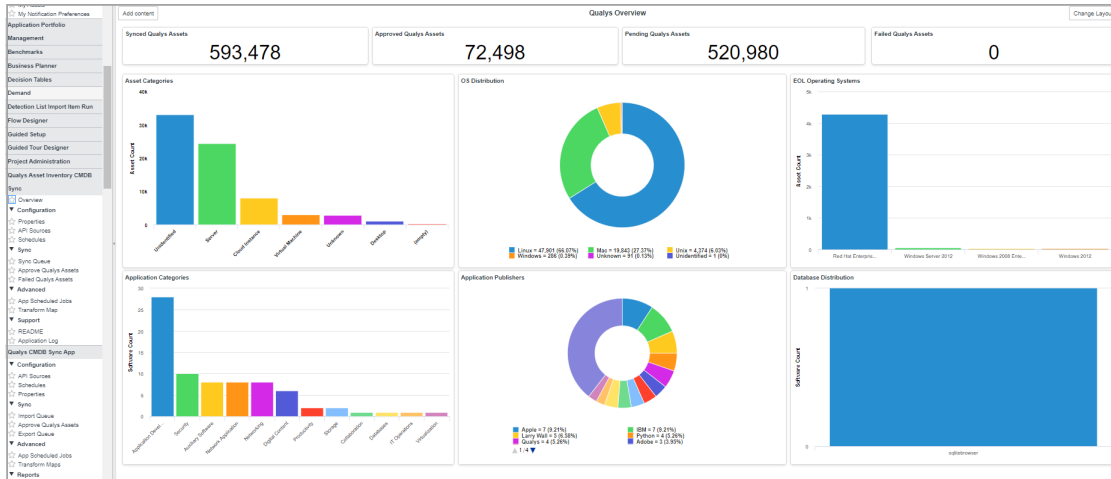 My Assets
My Notification Preferences
Application Portfolio
Management
Benchmarks
Business Planner
Decision Tables
Demand
Detection List Import Item Run
Flow Designer
Guided Setup
Guided Tour Designer
Project Administration
Qualys Asset Inventory CMDB
Sync
Overview
Configuration
Properties
API Sources
Schedules
Sync
Sync Queue
Approve Qualys Assets
Failed Qualys Assets
Advanced
App Scheduled Jobs
Transform Map
Support
README
Application Log
Qualys CMDB Sync App
Configuration
API Sources
Schedules
Properties
Sync
Import Queue
Approve Qualys Assets
Export Queue
Advanced
App Scheduled Jobs
Transform Maps
Reports
Add content
Qualys Overview
Change Layou
Synced Qualys Assets
593,478
Approved Qualys Assets
72,498
Pending Qualys Assets
520,980
Failed Qualys Assets
0
Asset Categories
Asset Count
40k
30k
20k
10k
0
Unidentified
Server
Cloud Instance
Virtual Machine
Unknown
Desktop
(empty)
OS Distribution
Linux = 47,901 (66.07%)
Mac = 19,843 (27.37%)
Unix = 4,374 (6.03%)
Windows = 286 (0.39%)
Unknown = 91 (0.13%)
Unidentified = 1 (0%)
EOL Operating Systems
Asset Count
5k
4k
3k
2k
1k
0
Red Hat Enterpris...
Windows Server 2012
Windows 2008 Ente...
Windows 2012
Application Categories
Software Count
30
25
20
15
10
5
0
Application Devel...
Security
Auxiliary Software
Network Application
Networking
Digital Content
Productivity
Storage
Collaboration
Databases
IT Operations
Virtualization
Application Publishers
Apple = 7 (9.21%)
IBM = 7 (9.21%)
Larry Wall = 5 (6.58%)
Python = 4 (5.26%)
Qualys = 4 (5.26%)
Adobe = 3 (3.95%)
1/4
Database Distribution
Software Count
1
0
sqlitebrowser